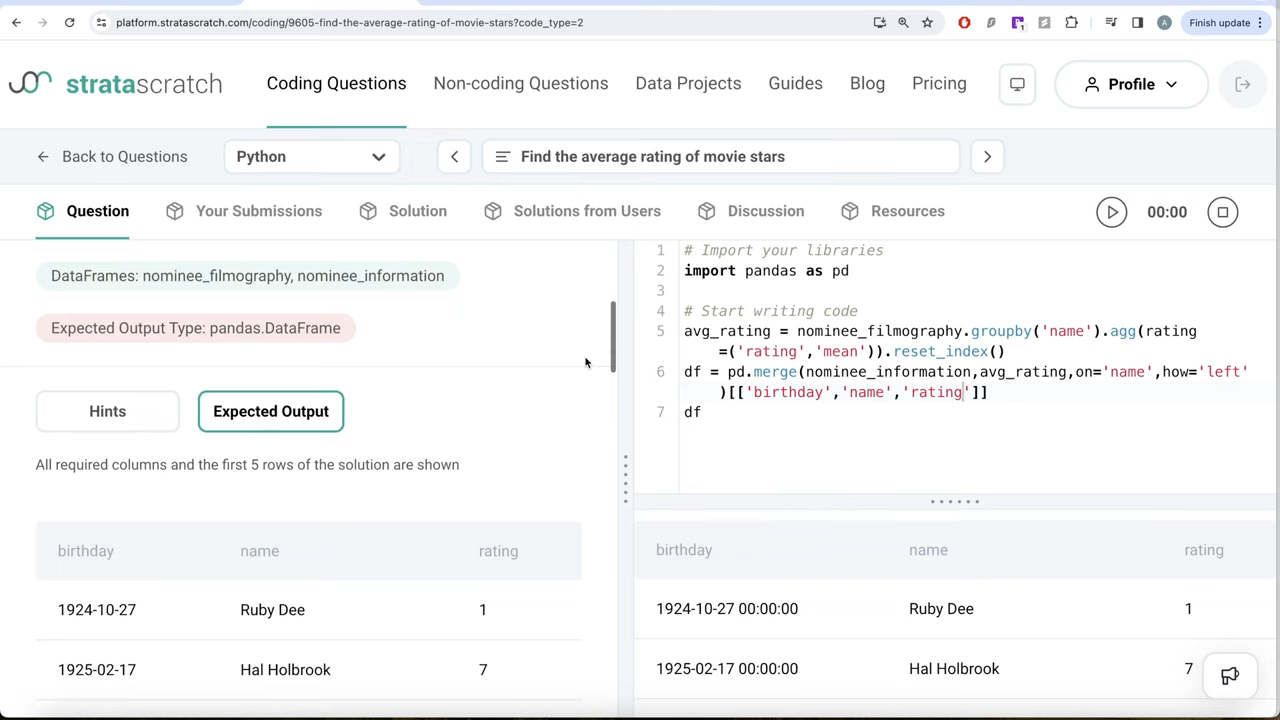 platform.stratascratch.com/coding/9605-find-the-average-rating-of-movie-stars?code_type=2
1
A
Finish update
stratascratch
Coding Questions
Non-coding Questions
Data Projects
Guides
Blog
Pricing
Profile
Back to Questions
Python
Find the average rating of movie stars
Question
Your Submissions
Solution
Solutions from Users
Discussion
Resources
00:00
DataFrames: nominee_filmography, nominee_information
Expected Output Type: pandas.DataFrame
Hints
Expected Output
All required columns and the first 5 rows of the solution are shown
birthday name rating
1924-10-27 Ruby Dee 1
1925-02-17 Hal Holbrook 7
1 # Import your libraries
2 import pandas as pd
3
4 # Start writing code
5 avg_rating = nominee_filmography.groupby('name').agg(rating
=('rating','mean')).reset_index()
6 df = pd.merge(nominee_information,avg_rating,on='name',how='left'
)[['birthday','name','rating']]
7 df
birthday name rating
1924-10-27 00:00:00 Ruby Dee 1
1925-02-17 00:00:00 Hal Holbrook 7